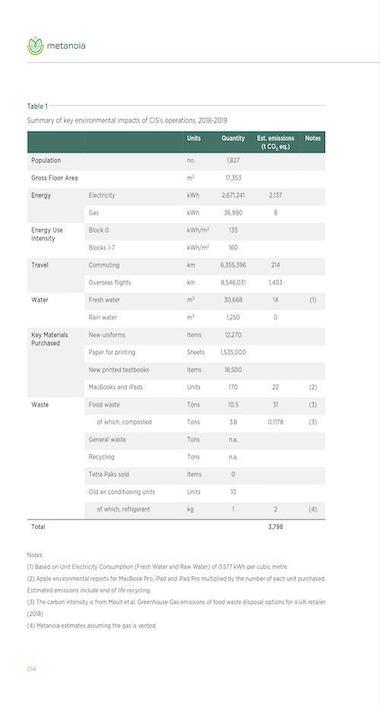 metanoia
Table 1
Summary of key environmental impacts of CIS's operations, 2018-2019
Units Quantity Est. emissions (t CO2 eq.) Notes
Population no. 1,827
Gross Floor Area m² 17,353
Energy Electricity kWh 2,671,241 2,137
Gas kWh 36,990 8
Energy Use Intensity Block 0 kWh/m² 133
Blocks 1-7 kWh/m² 160
Travel Commuting km 6,355,396 214
Overseas flights km 8,548,031 1,403
Water Fresh water m³ 30,668 14 (1)
Rain water m³ 1,250 0
Key Materials Purchased New uniforms Items 12,270
Paper for printing Sheets 1,535,000
New printed textbooks Items 18,500
MacBooks and iPads Units 170 22 (2)
Waste Food waste Tons 10.5 31 (3)
of which, composted Tons 3.8 0.1178 (3)
General waste Tons n.a.
Recycling Tons n.a.
Tetra Paks sold Items 0
Old air conditioning units Units 10
of which, refrigerant kg 1 2 (4)
Total 3,798
Notes:
(1) Based on Unit Electricity Consumption (Fresh Water and Raw Water) of 0.577 kWh per cubic metre.
(2) Apple environmental reports for MacBook Pro, iPad and iPad Pro multiplied by the number of each unit purchased.
Estimated emissions include end of life recycling.
(3) The carbon intensity is from Moult et al. Greenhouse Gas emissions of food waste disposal options for a UK retailer
(2018)
(4) Metanoia estimates assuming the gas is vented.
04